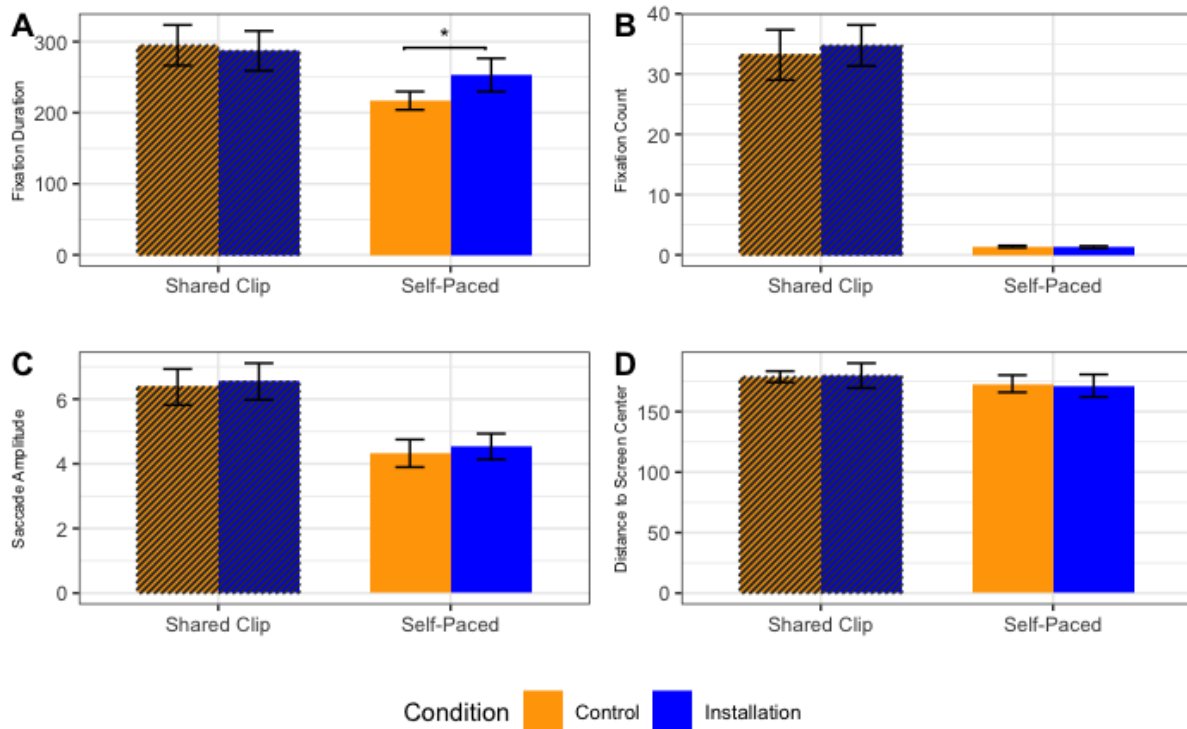 A
Fixation Duration
300
200
100
0
*
Shared Clip Self-Paced
B
Fixation Count
40
30
20
10
0
Shared Clip Self-Paced
C
Saccade Amplitude
6
4
2
0
Shared Clip Self-Paced
D
Distance to Screen Center
150
100
50
0
Shared Clip Self-Paced
Condition Control Installation